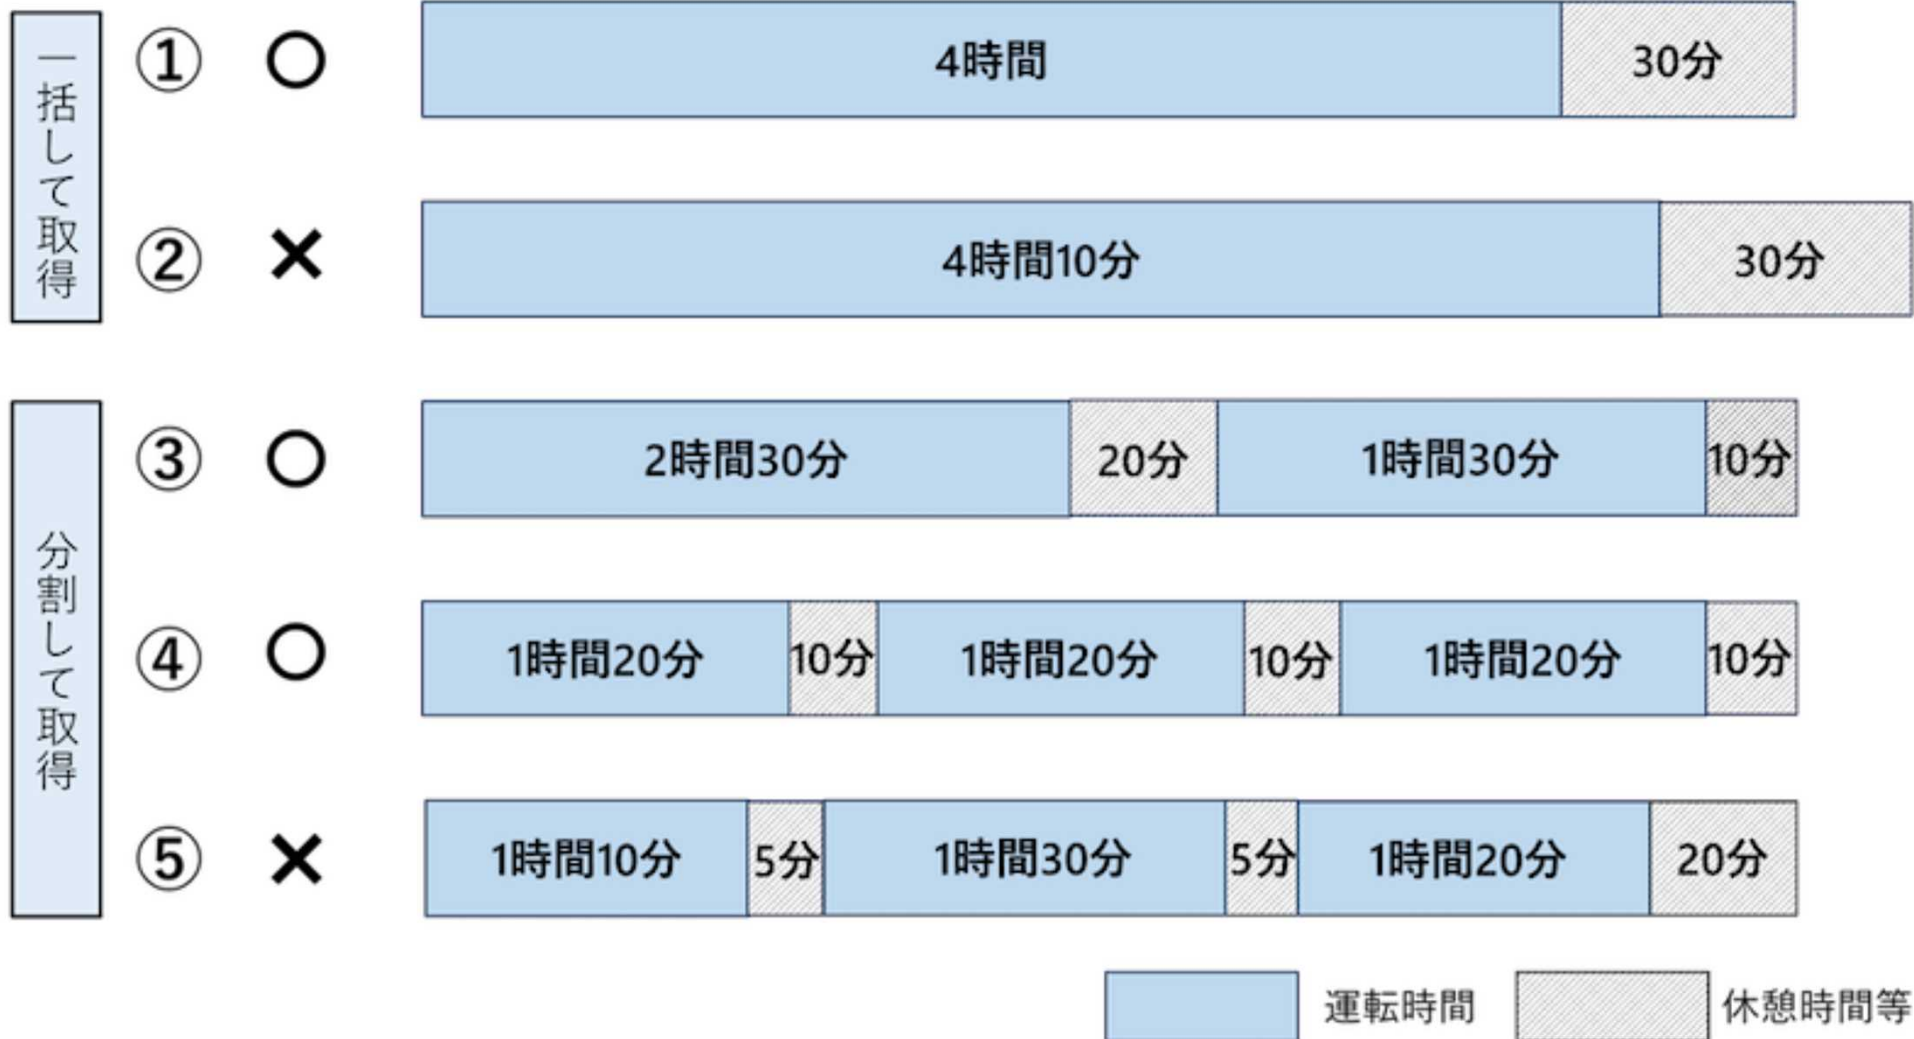 一括して取得
① ○ 4時間 30分
② × 4時間10分 30分
分割して取得
③ ○ 2時間30分 20分 1時間30分 10分
④ ○ 1時間20分 10分 1時間20分 10分 1時間20分 10分
⑤ × 1時間10分 5分 1時間30分 5分 1時間20分 20分
運転時間 休憩時間等